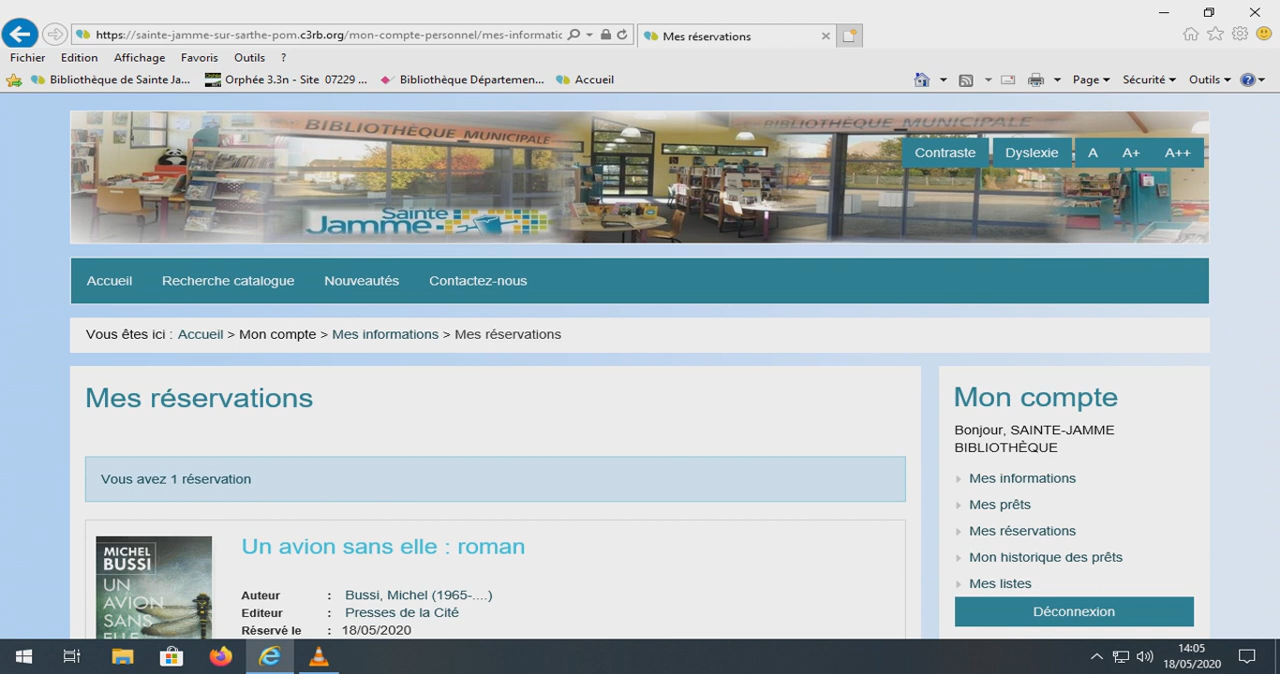 https://sainte-jamme-sur-sarthe-pom.c3rb.org/mon-compte-personnel/mes-informatic
Mes réservations
Fichier Edition Affichage Favoris Outils ?
Bibliothèque de Sainte Ja... Orphée 3.3n - Site 07229 ... Bibliothèque Départemen... Accueil
Page Sécurité Outils
BIBLIOTHÈQUE MUNICIPALE
BIBLIOTHÈQUE MUNICIPALE
Contraste Dyslexie A A+ A++
Sainte
Jamme
Accueil Recherche catalogue Nouveautés Contactez-nous
Vous êtes ici : Accueil > Mon compte > Mes informations > Mes réservations
Mes réservations
Vous avez 1 réservation
MICHEL
BUSSI
UN
AVION
SANS
ELLE
Un avion sans elle : roman
Auteur : Bussi, Michel (1965-....)
Editeur : Presses de la Cité
Réservé le : 18/05/2020
Mon compte
Bonjour, SAINTE-JAMME
BIBLIOTHÈQUE
Mes informations
Mes prêts
Mes réservations
Mon historique des prêts
Mes listes
Déconnexion
14:05
18/05/2020